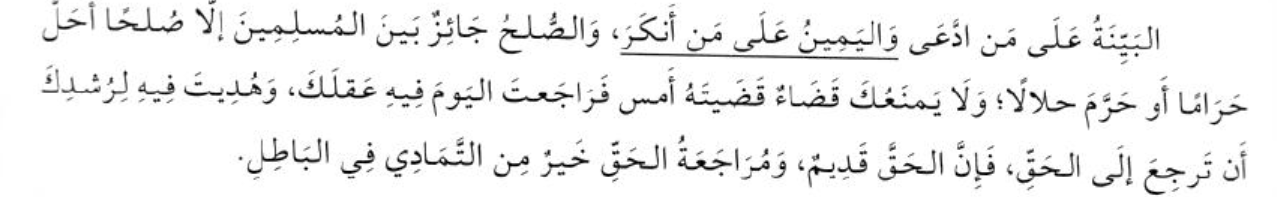 البَيِّنَةُ عَلَى مَن ادَّعَى وَاليَمِينُ عَلَى مَن أَنكَرَ، وَالصُّلحُ جَائِزٌ بَينَ المُسلِمِينَ إِلَّا صُلحًا أَحَلَّ
حَرَامًا أَو حَرَّمَ حلالًا؛ وَلَا يَمنَعُكَ قَضَاءٌ قَضَيتَهُ أَمس فَرَاجَعتَ اليَومَ فِيهِ عَقلَكَ، وَهُدِيتَ فِيهِ لِرُشدِكَ
أَن تَرجِعَ إِلَى الحَقِّ، فَإِنَّ الحَقَّ قَدِيمٌ، وَمُرَاجَعَةُ الحَقِّ خَيرٌ مِن التَّمَادِي فِي البَاطِلِ.